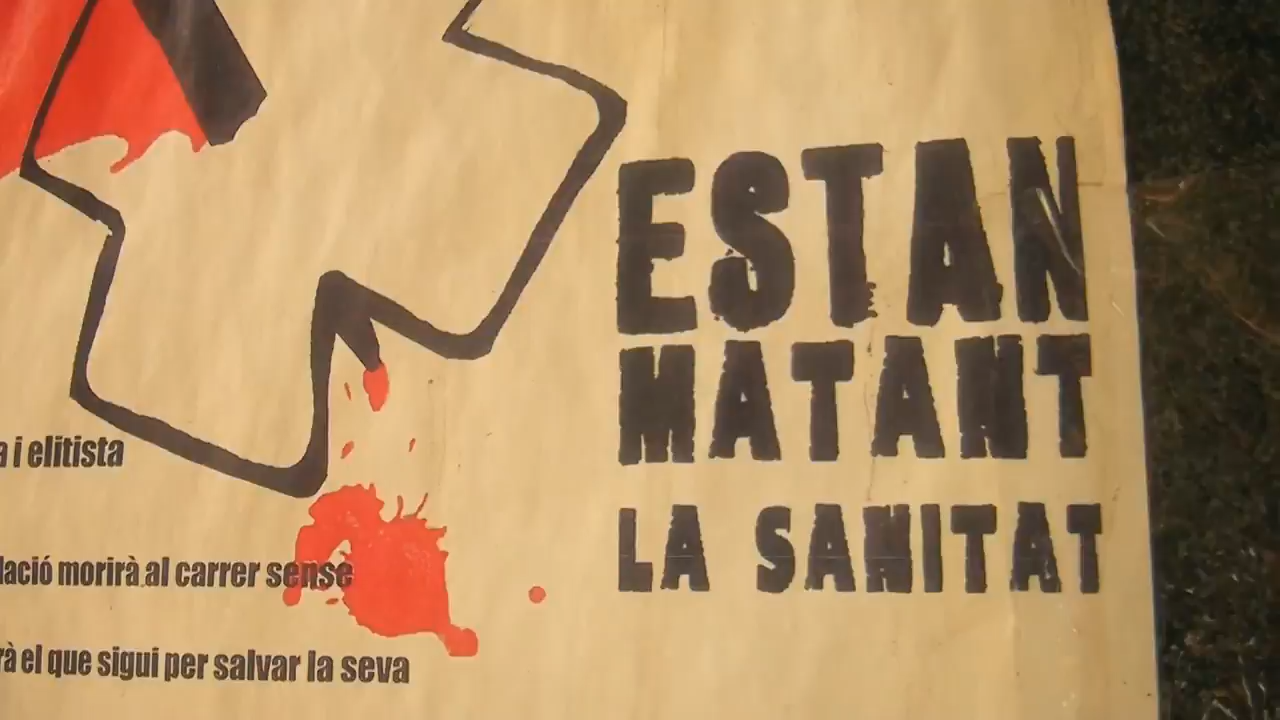 ESTAN
MATANT
LA SANITAT
a i elitista
lació morirà al carrer sense
rà el que sigui per salvar la seva